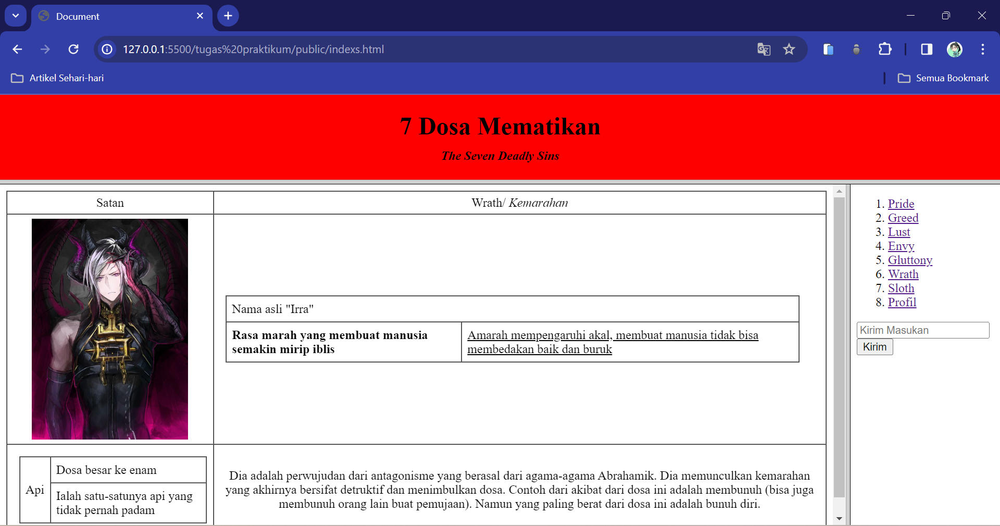 Document
127.0.0.1:5500/tugas%20praktikum/public/indexs.html
Artikel Sehari-hari
Semua Bookmark
7 Dosa Mematikan
The Seven Deadly Sins
Satan
Wrath/ Kemarahan
Nama asli "Irra"
Rasa marah yang membuat manusia
semakin mirip iblis
Amarah mempengaruhi akal, membuat manusia tidak bisa
membedakan baik dan buruk
Api
Dosa besar ke enam
Ialah satu-satunya api yang
tidak pernah padam
Dia adalah perwujudan dari antagonisme yang berasal dari agama-agama Abrahamik. Dia memunculkan kemarahan
yang akhirnya bersifat detruktif dan menimbulkan dosa. Contoh dari akibat dari dosa ini adalah membunuh (bisa juga
membunuh orang lain buat pemujaan). Namun yang paling berat dari dosa ini adalah bunuh diri.
1. Pride
2. Greed
3. Lust
4. Envy
5. Gluttony
6. Wrath
7. Sloth
8. Profil
Kirim Masukan
Kirim